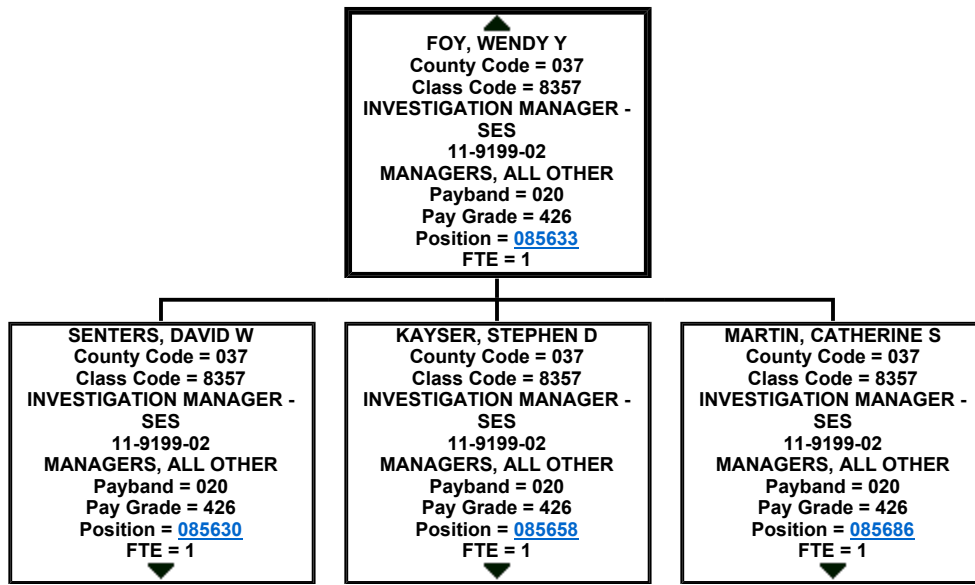 FOY, WENDY Y
County Code = 037
Class Code = 8357
INVESTIGATION MANAGER -
SES
11-9199-02
MANAGERS, ALL OTHER
Payband = 020
Pay Grade = 426
Position = 085633
FTE = 1
SENTERS, DAVID W
County Code = 037
Class Code = 8357
INVESTIGATION MANAGER -
SES
11-9199-02
MANAGERS, ALL OTHER
Payband = 020
Pay Grade = 426
Position = 085630
FTE = 1
KAYSER, STEPHEN D
County Code = 037
Class Code = 8357
INVESTIGATION MANAGER -
SES
11-9199-02
MANAGERS, ALL OTHER
Payband = 020
Pay Grade = 426
Position = 085658
FTE = 1
MARTIN, CATHERINE S
County Code = 037
Class Code = 8357
INVESTIGATION MANAGER -
SES
11-9199-02
MANAGERS, ALL OTHER
Payband = 020
Pay Grade = 426
Position = 085686
FTE = 1